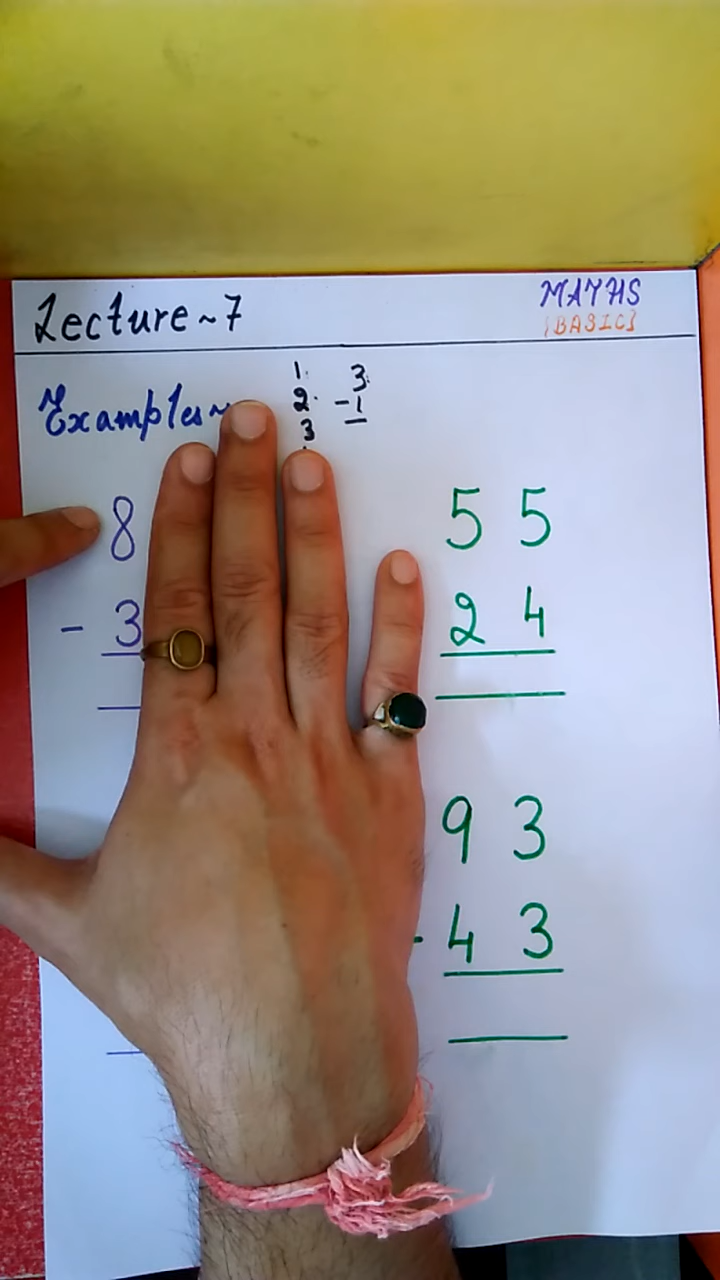 Lecture~7
MATHS
[BASIC]
Examples~
1.
2.
3
3
-1
8
- 3
55
24
93
- 43